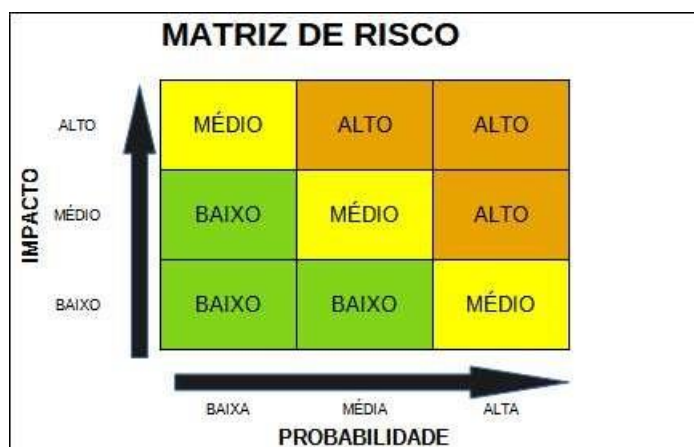 MATRIZ DE RISCO
ALTO MÉDIO ALTO ALTO
IMPACTO
MÉDIO BAIXO MÉDIO ALTO
BAIXO BAIXO BAIXO MÉDIO
BAIXA MÉDIA ALTA
PROBABILIDADE